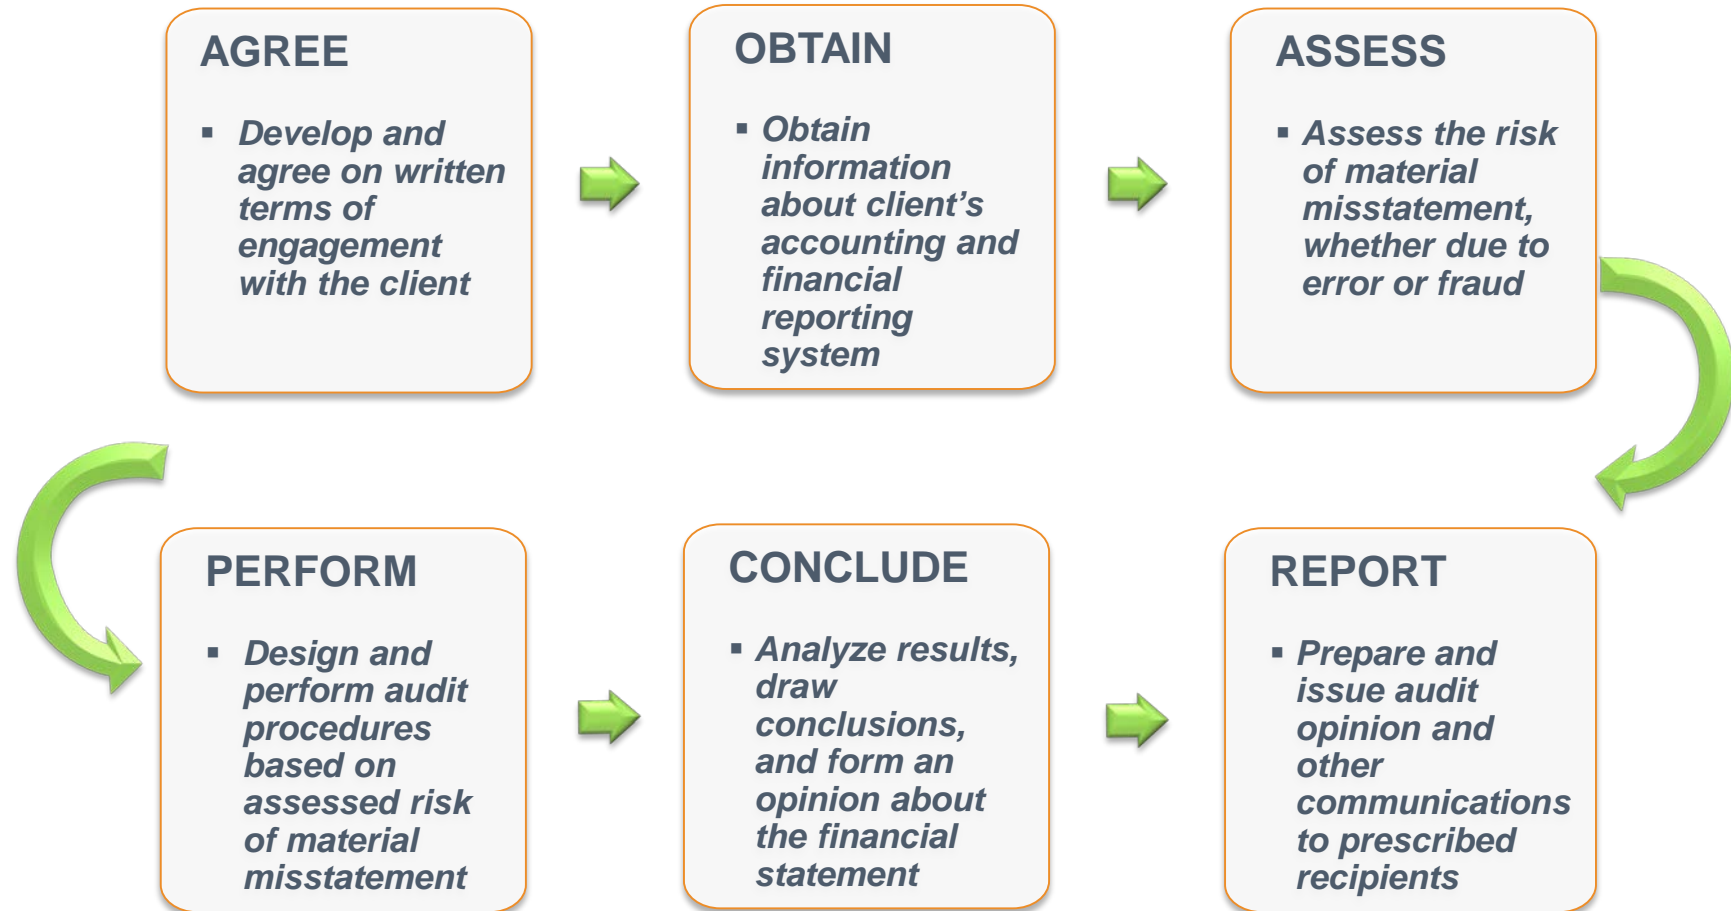 AGREE
▪ Develop and
agree on written
terms of
engagement
with the client
OBTAIN
▪ Obtain
information
about client’s
accounting and
financial
reporting
system
ASSESS
▪ Assess the risk
of material
misstatement,
whether due to
error or fraud
PERFORM
▪ Design and
perform audit
procedures
based on
assessed risk
of material
misstatement
CONCLUDE
▪ Analyze results,
draw
conclusions,
and form an
opinion about
the financial
statement
REPORT
▪ Prepare and
issue audit
opinion and
other
communications
to prescribed
recipients